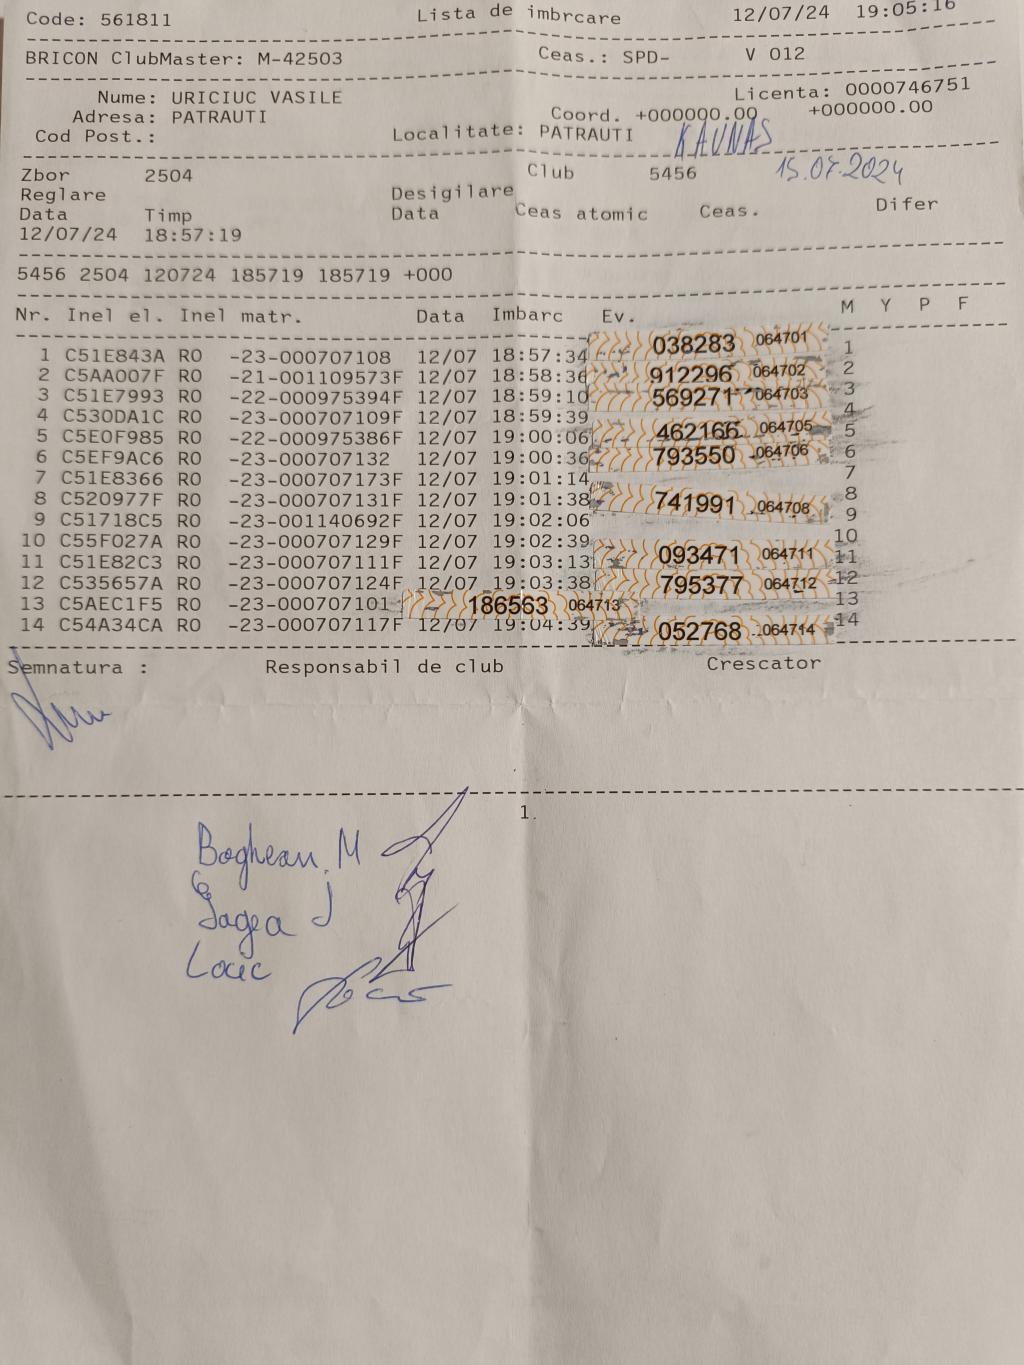 Code: 561811 Lista de imbrcare 12/07/24 19:05:16
BRICON ClubMaster: M-42503 Ceas.: SPD- V 012
Nume: URICIUC VASILE Licenta: 0000746751
Adresa: PATRAUTI Coord. +000000.00 +000000.00
Cod Post.: Localitate: PATRAUTI KAUNAS
Zbor 2504 Club 5456 15.07.2024
Reglare Desigilare
Data Timp Data Ceas atomic Ceas. Difer
12/07/24 18:57:19
5456 2504 120724 185719 185719 +000
Nr. Inel el. Inel matr. Data Imbarc Ev. M Y P F
1 C51E843A RO -23-000707108 12/07 18:57:34 038283 064701 1
2 C5AA007F RO -21-001109573F 12/07 18:58:36 912296 064702 2
3 C51E7993 RO -22-000975394F 12/07 18:59:10 569271 064703 3
4 C530DA1C RO -23-000707109F 12/07 18:59:39 4
5 C5E0F985 RO -22-000975386F 12/07 19:00:06 462166 064705 5
6 C5EF9AC6 RO -23-000707132 12/07 19:00:36 793550 064706 6
7 C51E8366 RO -23-000707173F 12/07 19:01:14 7
8 C520977F RO -23-000707131F 12/07 19:01:38 741991 064708 8
9 C51718C5 RO -23-001140692F 12/07 19:02:06 9
10 C55F027A RO -23-000707129F 12/07 19:02:39 10
11 C51E82C3 RO -23-000707111F 12/07 19:03:13 093471 064711 11
12 C535657A RO -23-000707124F 12/07 19:03:38 795377 064712 12
13 C5AEC1F5 RO -23-000707101 186563 064713 13
14 C54A34CA RO -23-000707117F 12/07 19:04:39 052768 064714 14
Semnatura : Responsabil de club Crescator
1.
Boghean. M